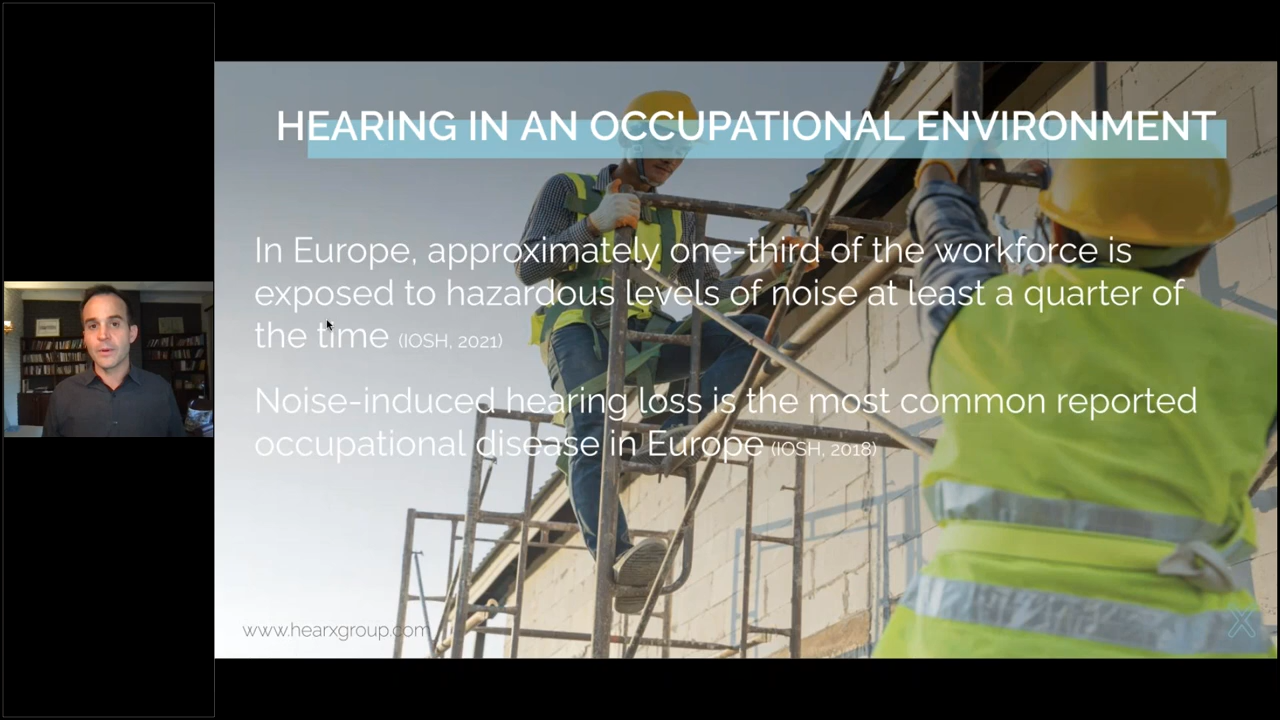 HEARING IN AN OCCUPATIONAL ENVIRONMENT
In Europe, approximately one-third of the workforce is
exposed to hazardous levels of noise at least a quarter of
the time (IOSH, 2021)
Noise-induced hearing loss is the most common reported
occupational disease in Europe (IOSH, 2018)
www.hearxgroup.com